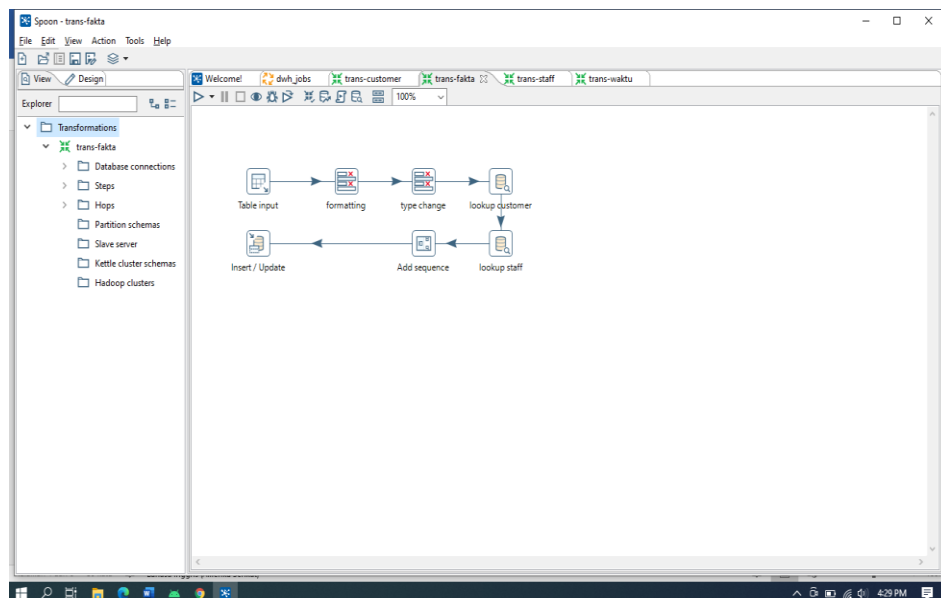 Spoon - trans-fakta
File Edit View Action Tools Help
View Design
Welcome! dwh_jobs trans-customer trans-fakta trans-staff trans-waktu
Explorer
100%
Transformations
trans-fakta
Database connections
Steps
Hops
Partition schemas
Slave server
Kettle cluster schemas
Hadoop clusters
Table input formatting type change lookup customer
Insert / Update Add sequence lookup staff
4:29 PM